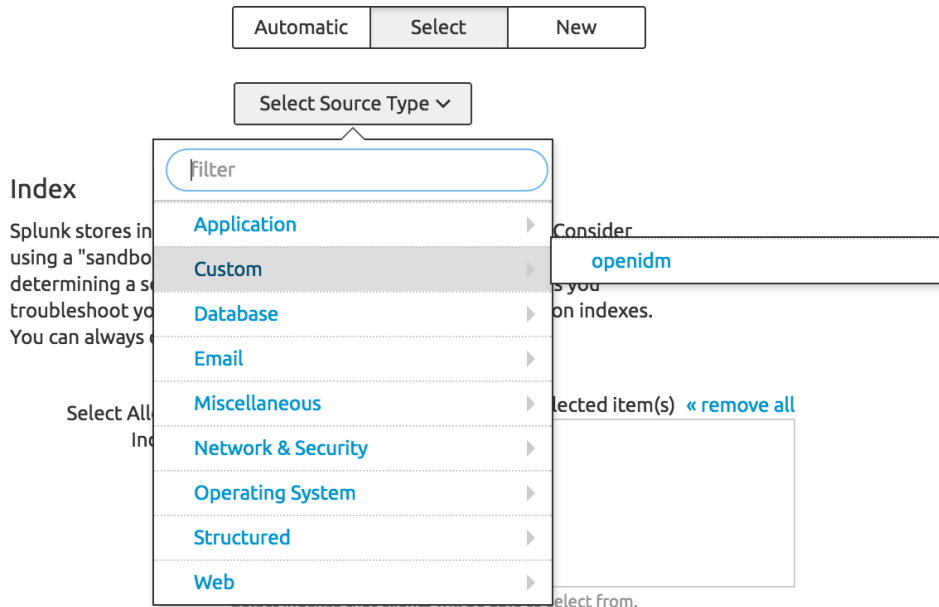 Automatic Select New
Select Source Type
filter
Index
Application
Splunk stores in Consider
using a "sandbo
Custom
openidm
determining a s s you
troubleshoot yo Database on indexes.
You can always
Email
Miscellaneous
Select All lected item(s) « remove all
In
Network & Security
Operating System
Structured
Web
elect from.